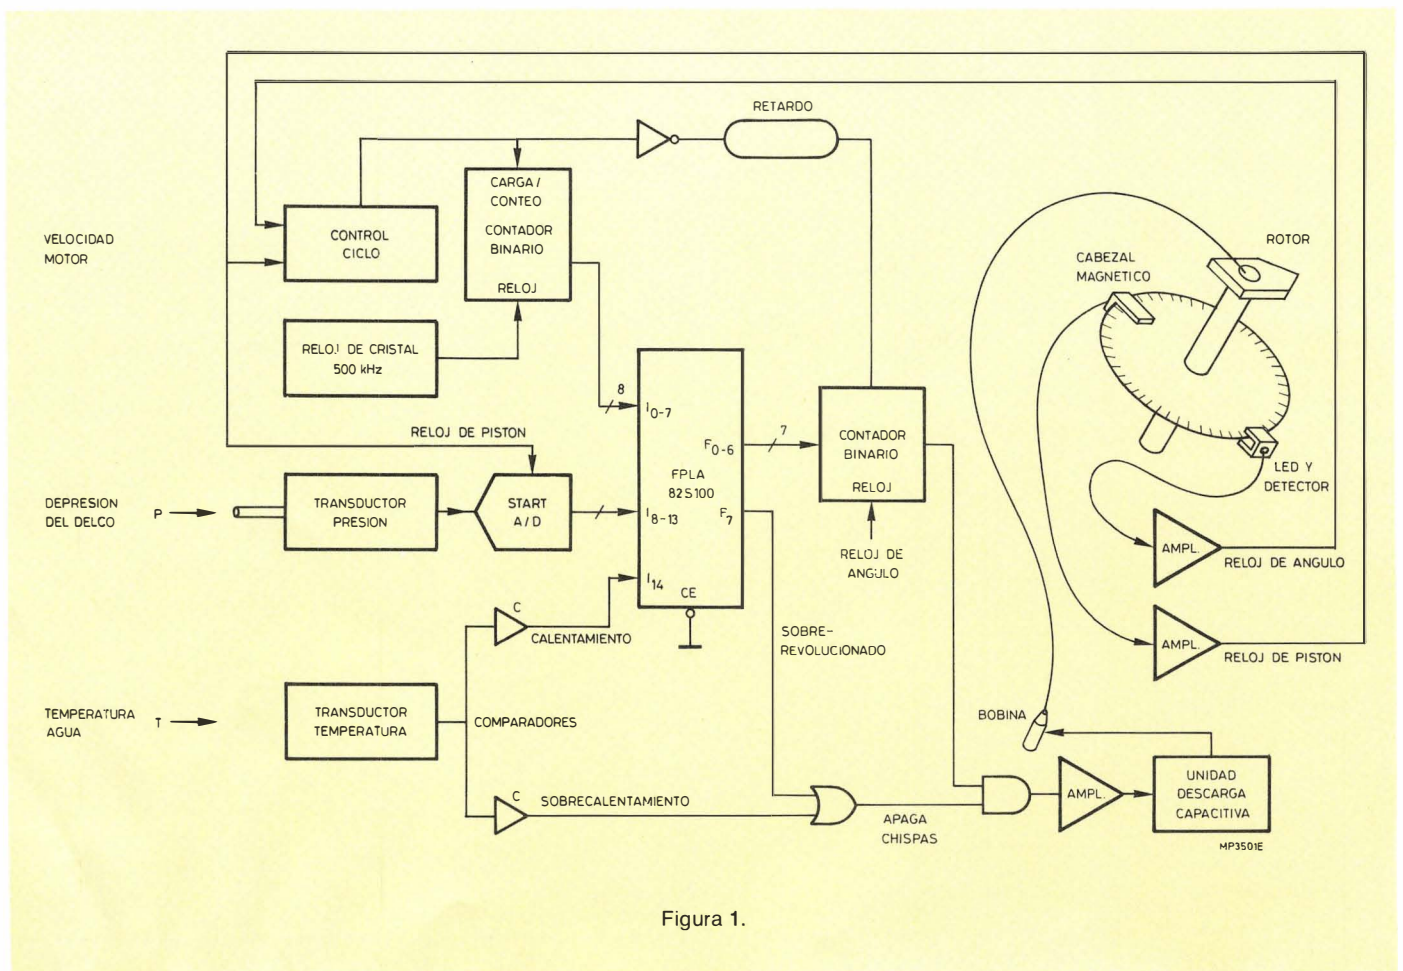 RETARDO
VELOCIDAD
MOTOR
CONTROL
CICLO
CARGA/
CONTEO
CONTADOR
BINARIO
RELOJ
RELOJ DE CRISTAL
500 kHz
CABEZAL
MAGNETICO
ROTOR
8
I0-7
RELOJ DE PISTON
F0-6
7
CONTADOR
BINARIO
RELOJ
FPLA
82S100
LED Y
DETECTOR
DEPRESION
DEL DELCO
P
TRANSDUCTOR
PRESION
START
A/D
I8-13
F7
RELOJ DE
ANGULO
AMPL.
RELOJ DE ANGULO
I14
CE
C
CALENTAMIENTO
SOBRE-
REVOLUCIONADO
AMPL.
RELOJ DE PISTON
TEMPERATURA
AGUA
T
TRANSDUCTOR
TEMPERATURA
COMPARADORES
BOBINA
C
SOBRECALENTAMIENTO
APAGA
CHISPAS
AMPL.
UNIDAD
DESCARGA
CAPACITIVA
MP3501E
Figura 1.